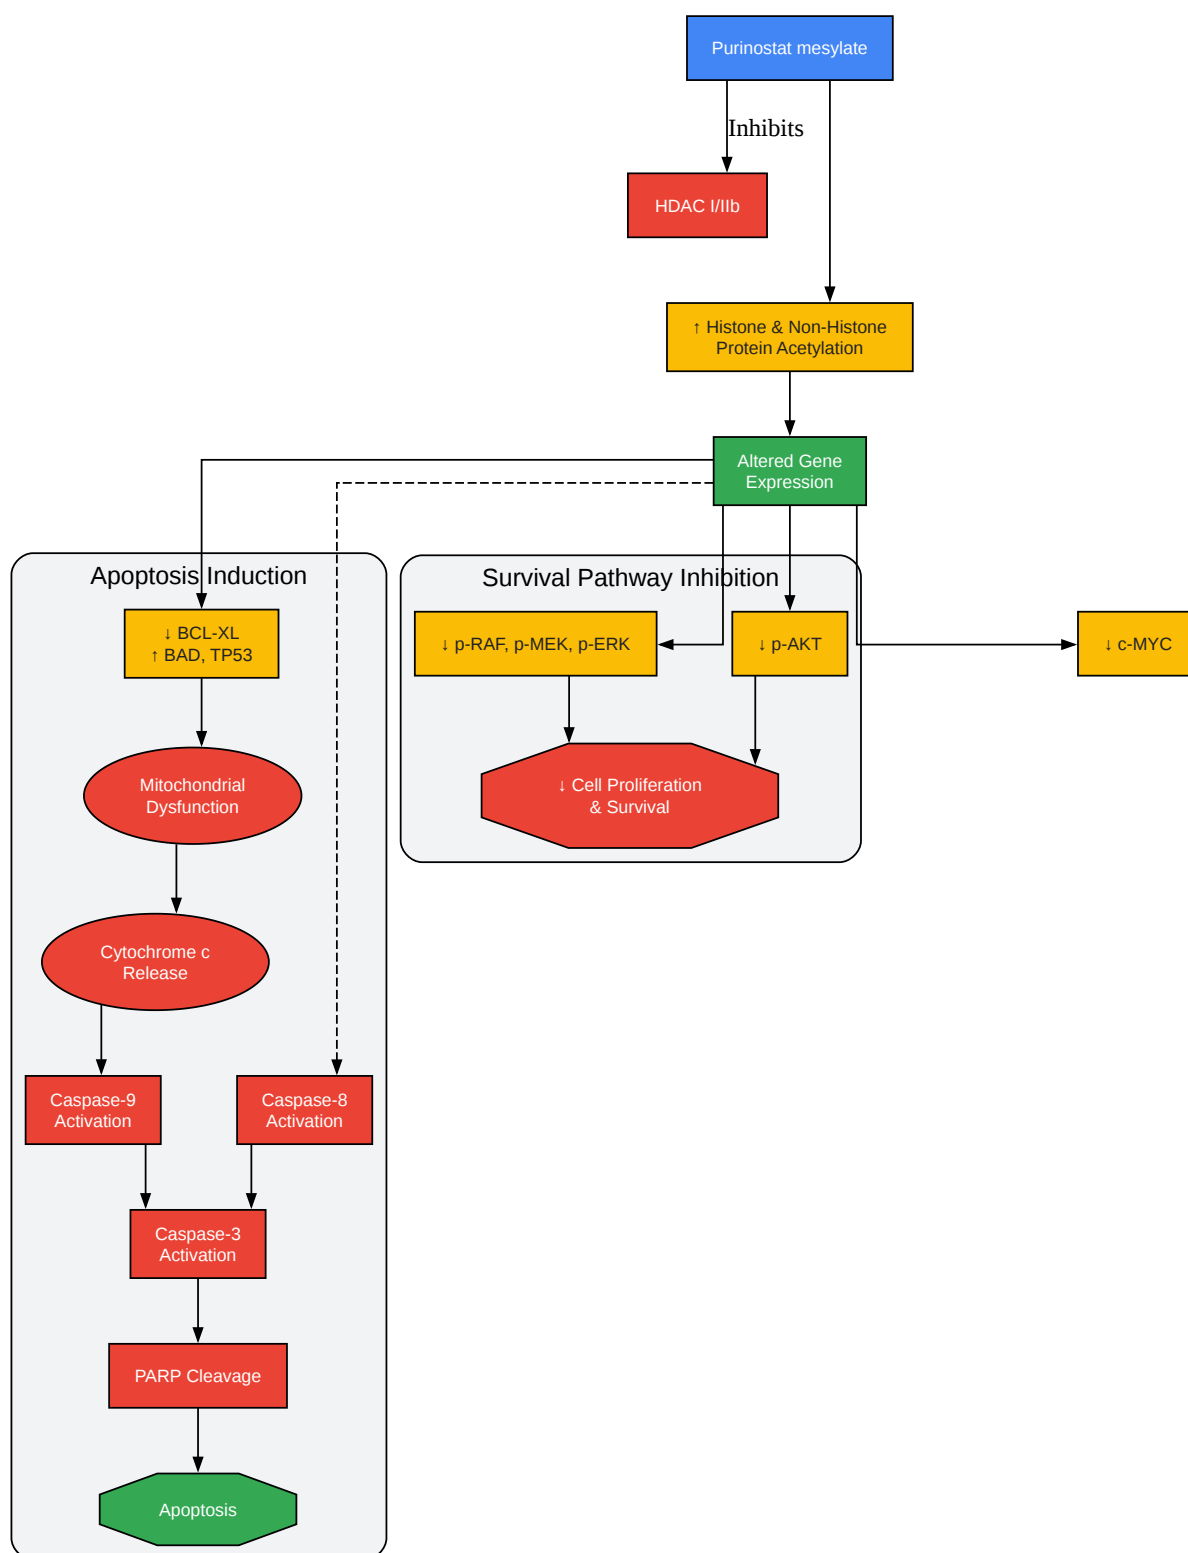 Purinostat mesylate
Inhibits
HDAC I/IIb
↑ Histone & Non-Histone
Protein Acetylation
Altered Gene
Expression
Apoptosis Induction
↓ BCL-XL
↑ BAD, TP53
Mitochondrial
Dysfunction
Cytochrome c
Release
Caspase-9
Activation
Caspase-8
Activation
Caspase-3
Activation
PARP Cleavage
Apoptosis
Survival Pathway Inhibition
↓ p-RAF, p-MEK, p-ERK
↓ p-AKT
↓ Cell Proliferation
& Survival
↓ c-MYC